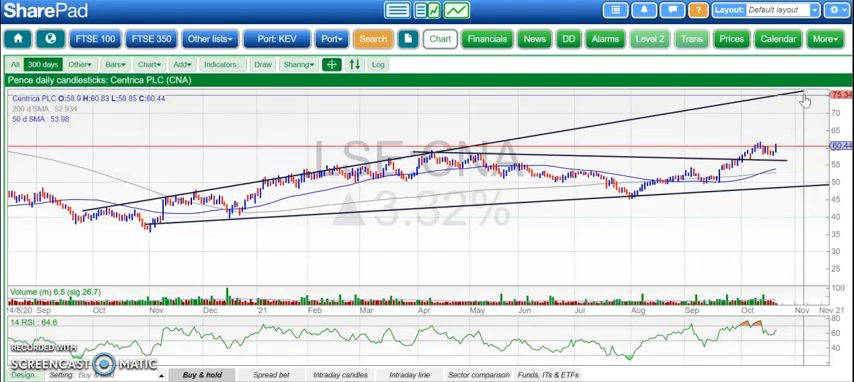 SharePad
Layout: Default layout
FTSE 100 FTSE 350 Other lists Port: KEV Port Search Chart Financials News DD Alarms Level 2 Trans Prices Calendar More
All 300 days Other Bars Chart Add Indicators... Draw Sharing Log
Pence daily candlesticks: Centrica PLC (CNA)
Centrica PLC (CNA) O:58.9 H:60.83 L:58.85 C:60.44
200 d SMA : 52.934
50 d SMA : 53.98
LSE:CNA
3.32%
75.34
70
65
60.44
55
50
45
40
35
30
25
Volume (m) 6.5 (sig 26.7)
14/8/20 Sep Oct Nov Dec '21 Feb Mar Apr May Jun Jul Aug Sep Oct Nov Nov 21
14 RSI : 64.6
80
60
40
RECORDED WITH
SCREENCAST MATIC
Design... Setting: Buy & hold Buy & hold Spread bet Intraday candles Intraday line Sector comparison Funds, ITs & ETFs